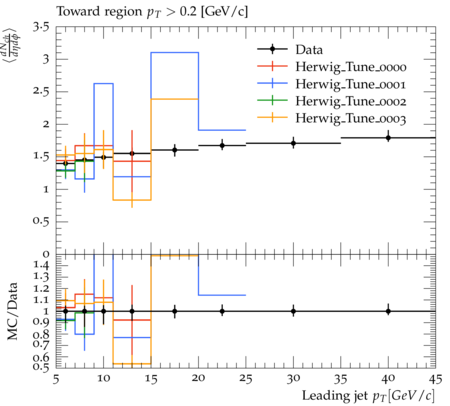 Toward region p_T > 0.2 [GeV/c]
⟨dN_ch/dηdϕ⟩
3.5
3
2.5
2
1.5
1
0.5
0
Data
Herwig_Tune_0000
Herwig_Tune_0001
Herwig_Tune_0002
Herwig_Tune_0003
MC/Data
1.4
1.3
1.2
1.1
1
0.9
0.8
0.7
0.6
0.5
5 10 15 20 25 30 35 40 45
Leading jet p_T[GeV/c]